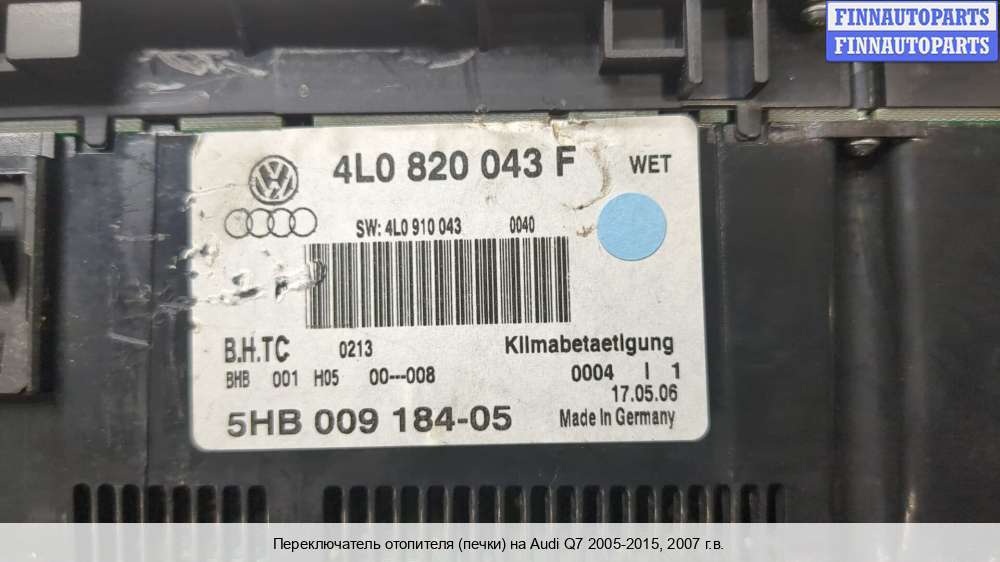 FINNAUTOPARTS
FINNAUTOPARTS
4L0 820 043 F WET
SW: 4L0 910 043 0040
B.H.TC 0213 Klimabetaetigung
BHB 001 H05 00---008 0004 I 1
17.05.06
5HB 009 184-05 Made in Germany
Переключатель отопителя (печки) на Audi Q7 2005-2015, 2007 г.в.